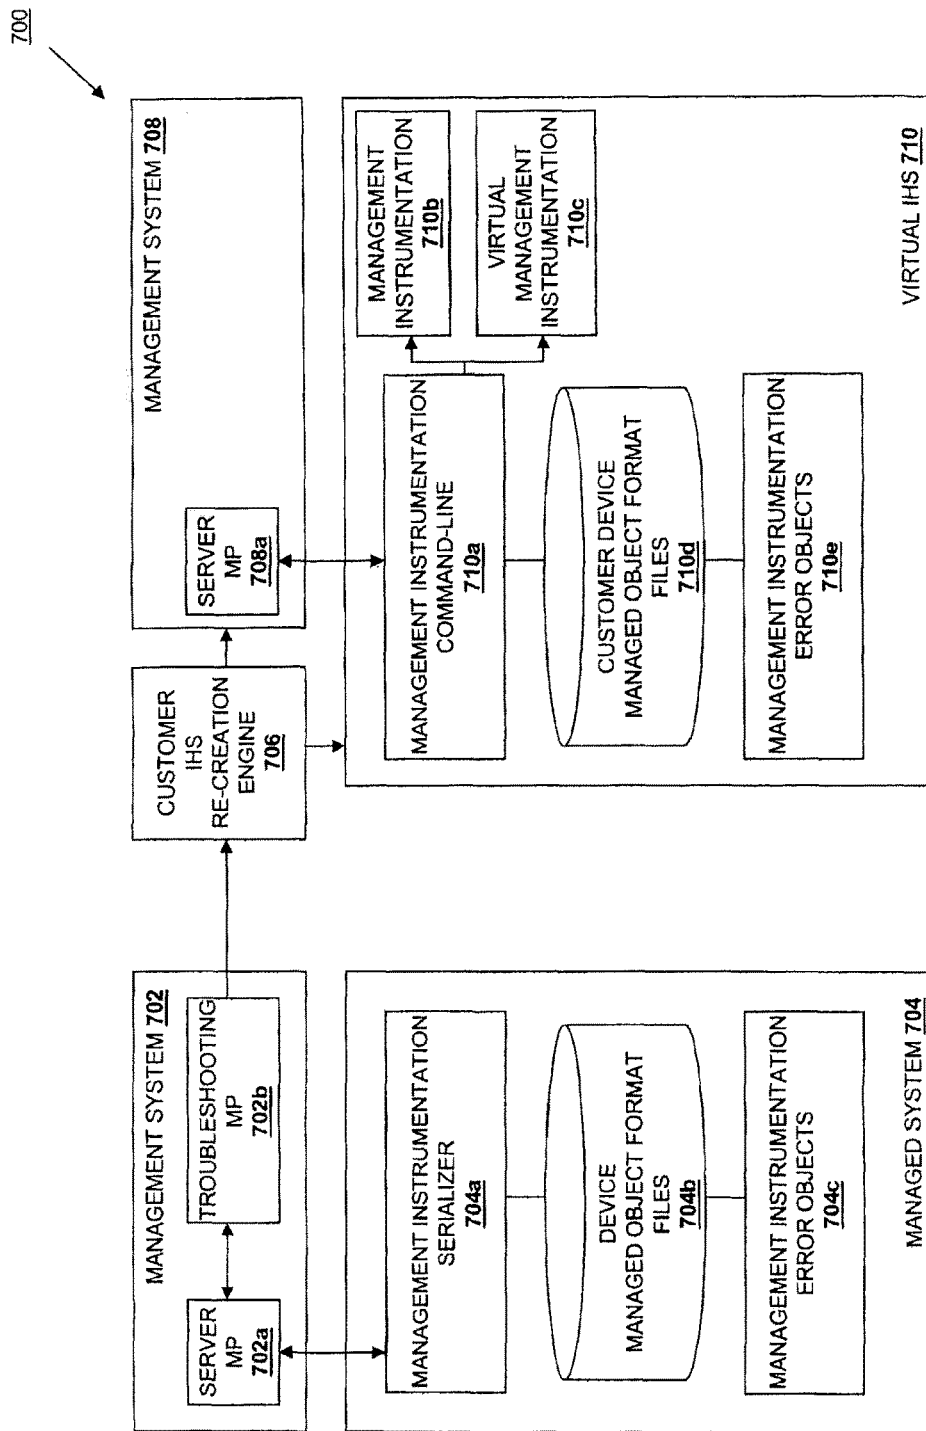 700
MANAGEMENT SYSTEM 702
SERVER
MP
702a
TROUBLESHOOTING
MP
702b
CUSTOMER
IHS
RE-CREATION
ENGINE
706
MANAGEMENT SYSTEM 708
SERVER
MP
708a
MANAGEMENT INSTRUMENTATION
SERIALIZER
704a
DEVICE
MANAGED OBJECT FORMAT
FILES
704b
MANAGEMENT INSTRUMENTATION
ERROR OBJECTS
704c
MANAGED SYSTEM 704
MANAGEMENT INSTRUMENTATION
COMMAND-LINE
710a
MANAGEMENT
INSTRUMENTATION
710b
VIRTUAL
MANAGEMENT
INSTRUMENTATION
710c
CUSTOMER DEVICE
MANAGED OBJECT FORMAT
FILES
710d
MANAGEMENT INSTRUMENTATION
ERROR OBJECTS
710e
VIRTUAL IHS 710